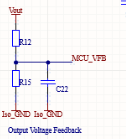 Vout
R12
MCU_VFB
R15
C22
Iso_GND Iso_GND
Output Voltage Feedback